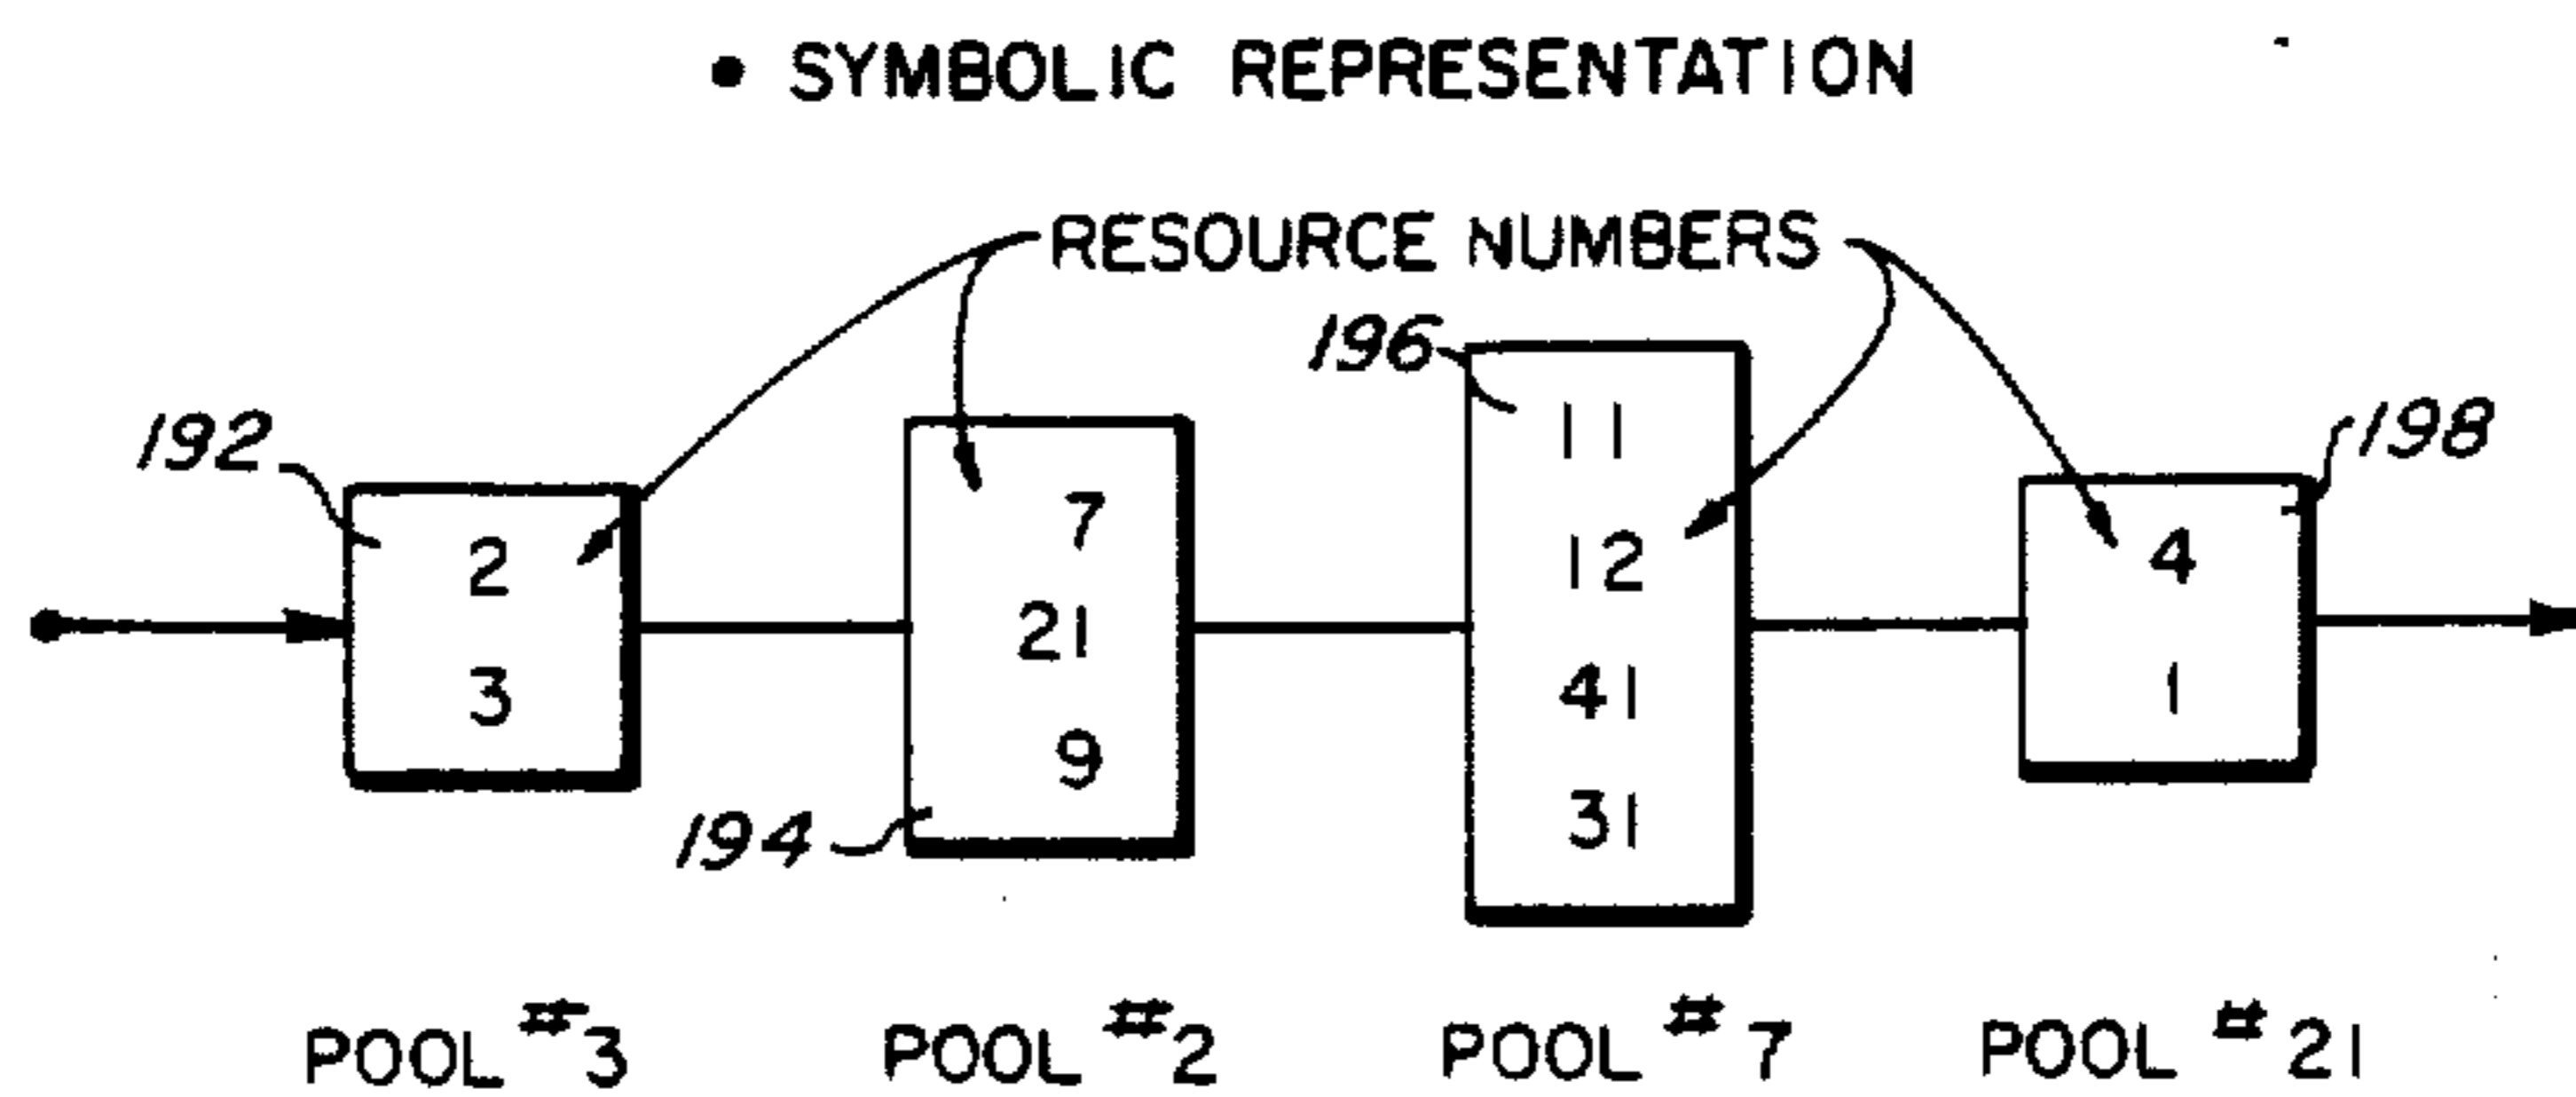 • SYMBOLIC REPRESENTATION
RESOURCE NUMBERS
192
2
3
194
7
21
9
196
11
12
41
31
198
4
1
POOL #3
POOL #2
POOL #7
POOL #21